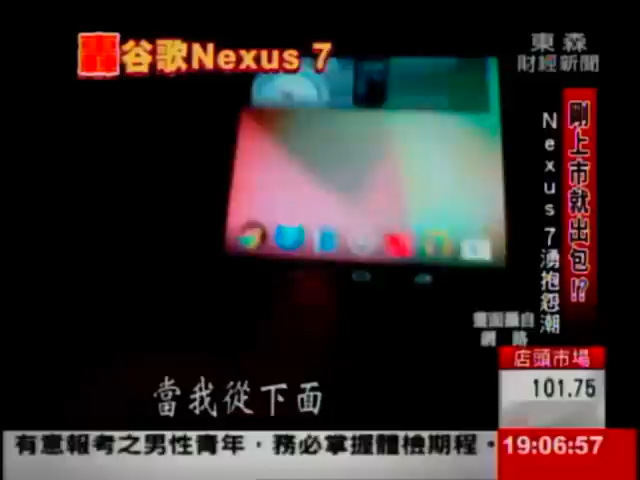 谷歌Nexus 7
東森
財經新聞
剛上市就出包!?
Nexus 7湧抱怨潮
畫面翻自
網路
店頭市場
101.75
當我從下面
有意報考之男性青年，務必掌握體檢期程。
19:06:57